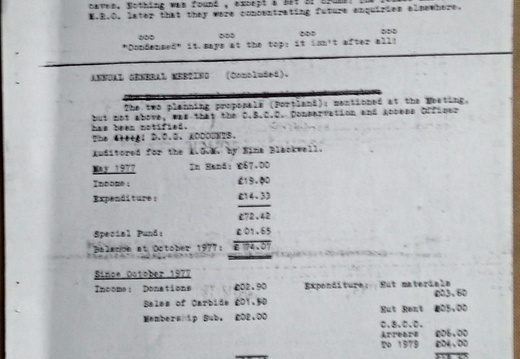 caves. Nothing was found , except a set of drums!
M.R.O. later that they were concentrating future enquiries elsewhere.
ooo ooo ooo ooo
"Condensed" it says at the top: it isn't after all!
ANNUAL GENERAL MEETING (Concluded).
The two planning proposals (Portland); mentioned at the Meeting,
but not above, was that the C.S.C.C. Conservation and Access Officer
has been notified.
The D.C.G. ACCOUNTS.
Audited for the A.G.M. by Nina Blackwell.
May 1977 In Hand: £67.00
Income: £19.00
Expenditure: £14.33
£72.42
Special Fund: £01.65
Balance at October 1977: £ 74.07
Since October 1977
Income: Donations £02.90 Expenditure: Hut materials
£03.60
Sales of Carbide £01.50 Hut Rent £05.00
Membership Sub. £02.00 C.S.C.C.
Arrears £06.00
To 1979 £04.00